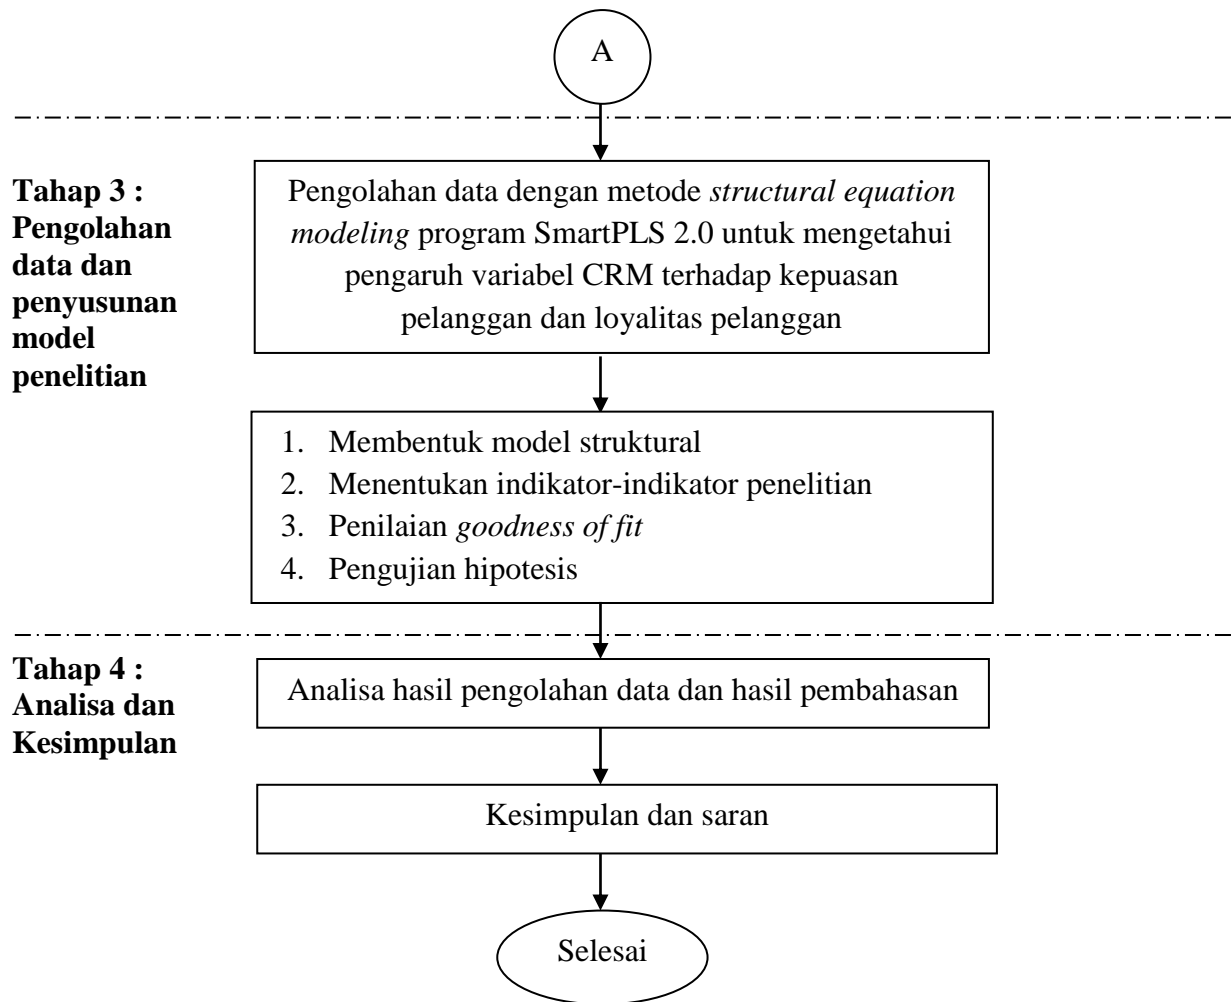 A
Tahap 3 :
Pengolahan
data dan
penyusunan
model
penelitian
Pengolahan data dengan metode structural equation
modeling program SmartPLS 2.0 untuk mengetahui
pengaruh variabel CRM terhadap kepuasan
pelanggan dan loyalitas pelanggan
1. Membentuk model struktural
2. Menentukan indikator-indikator penelitian
3. Penilaian goodness of fit
4. Pengujian hipotesis
Tahap 4 :
Analisa dan
Kesimpulan
Analisa hasil pengolahan data dan hasil pembahasan
Kesimpulan dan saran
Selesai